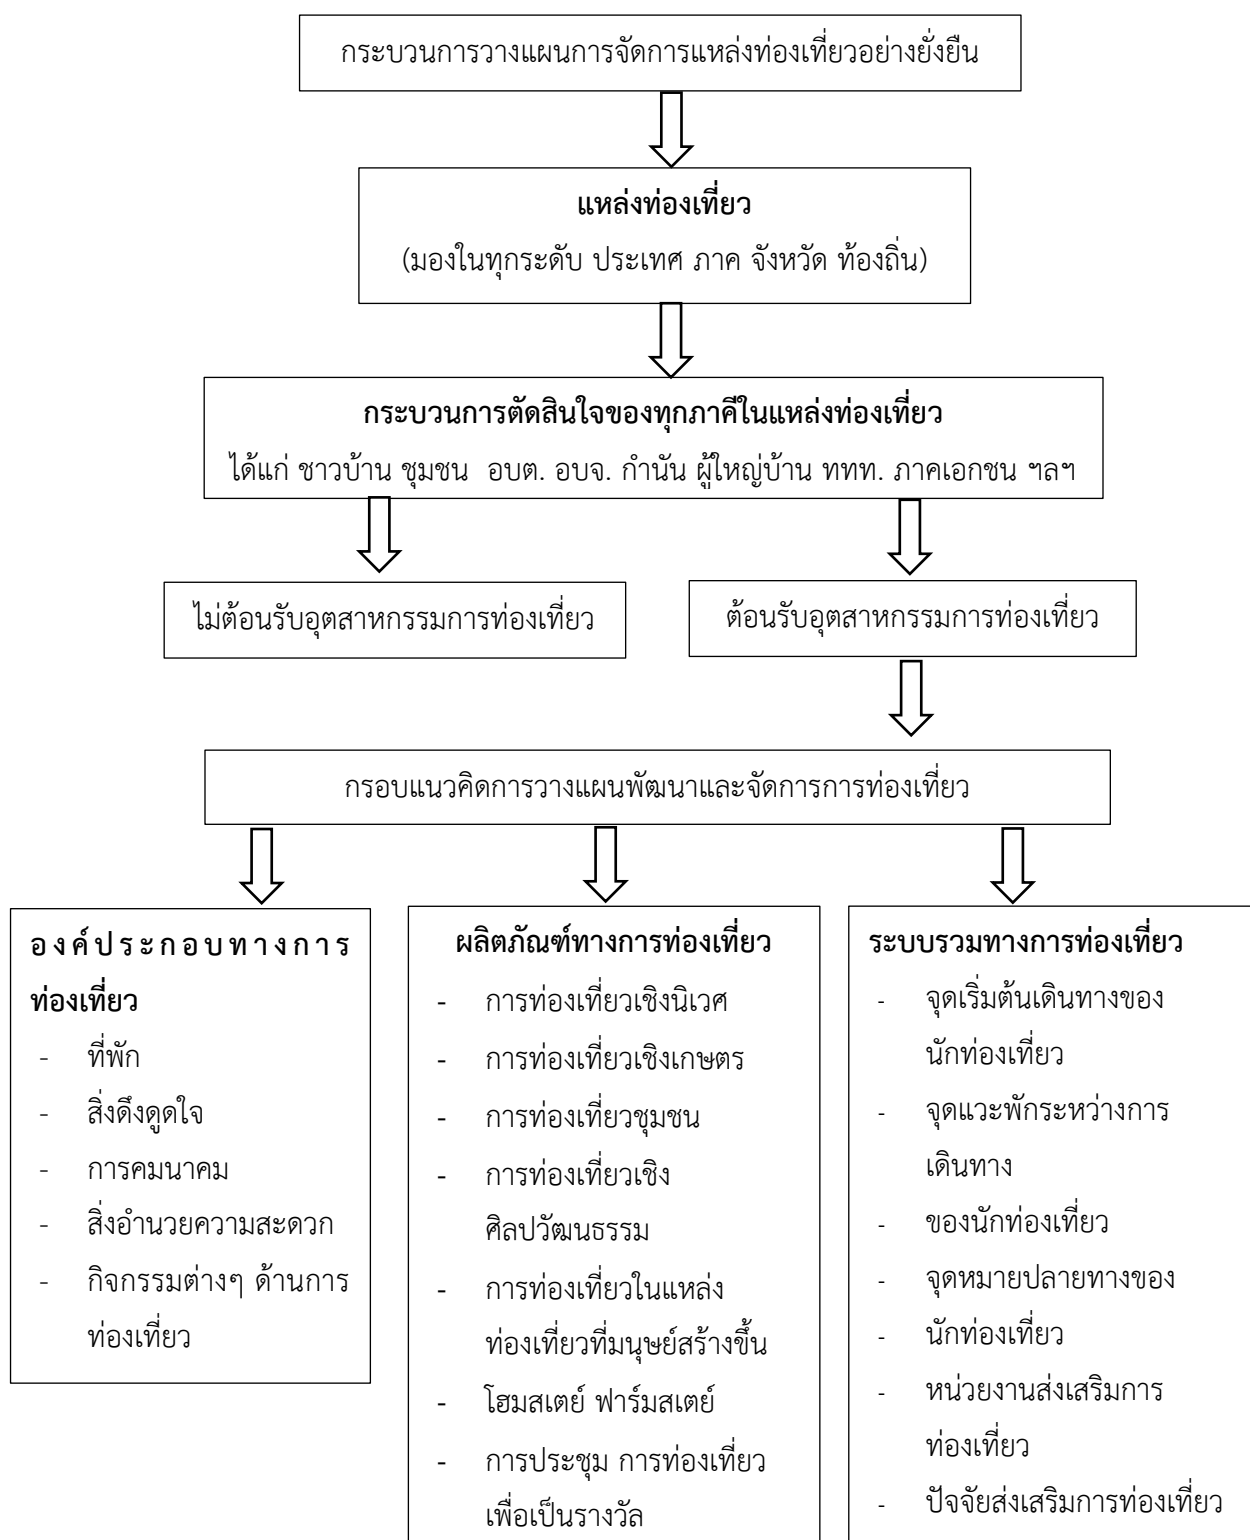 กระบวนการวางแผนการจัดการแหล่งท่องเที่ยวอย่างยั่งยืน
แหล่งท่องเที่ยว
(มองในทุกระดับ ประเทศ ภาค จังหวัด ท้องถิ่น)
กระบวนการตัดสินใจของทุกภาคีในแหล่งท่องเที่ยว
ได้แก่ ชาวบ้าน ชุมชน อบต. อบจ. กำนัน ผู้ใหญ่บ้าน ททท. ภาคเอกชน ฯลฯ
ไม่ต้อนรับอุตสาหกรรมการท่องเที่ยว
ต้อนรับอุตสาหกรรมการท่องเที่ยว
กรอบแนวคิดการวางแผนพัฒนาและจัดการการท่องเที่ยว
องค์ประกอบทางการ
ท่องเที่ยว
- ที่พัก
- สิ่งดึงดูดใจ
- การคมนาคม
- สิ่งอำนวยความสะดวก
- กิจกรรมต่างๆ ด้านการ
ท่องเที่ยว
ผลิตภัณฑ์ทางการท่องเที่ยว
- การท่องเที่ยวเชิงนิเวศ
- การท่องเที่ยวเชิงเกษตร
- การท่องเที่ยวชุมชน
- การท่องเที่ยวเชิง
ศิลปวัฒนธรรม
- การท่องเที่ยวในแหล่ง
ท่องเที่ยวที่มนุษย์สร้างขึ้น
- โฮมสเตย์ ฟาร์มสเตย์
- การประชุม การท่องเที่ยว
เพื่อเป็นรางวัล
ระบบรวมทางการท่องเที่ยว
- จุดเริ่มต้นเดินทางของ
นักท่องเที่ยว
- จุดแวะพักระหว่างการ
เดินทาง
- ของนักท่องเที่ยว
- จุดหมายปลายทางของ
- นักท่องเที่ยว
- หน่วยงานส่งเสริมการ
ท่องเที่ยว
- ปัจจัยส่งเสริมการท่องเที่ยว